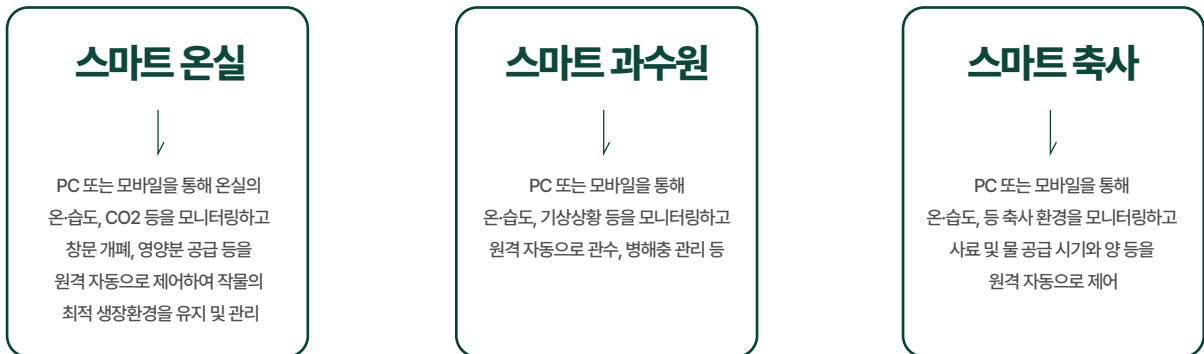 스마트 온실
PC 또는 모바일을 통해 온실의
온·습도, CO2 등을 모니터링하고
창문 개폐, 영양분 공급 등을
원격 자동으로 제어하여 작물의
최적 생장환경을 유지 및 관리
스마트 과수원
PC 또는 모바일을 통해
온·습도, 기상상황 등을 모니터링하고
원격 자동으로 관수, 병해충 관리 등
스마트 축사
PC 또는 모바일을 통해
온·습도, 등 축사 환경을 모니터링하고
사료 및 물 공급 시기와 양 등을
원격 자동으로 제어